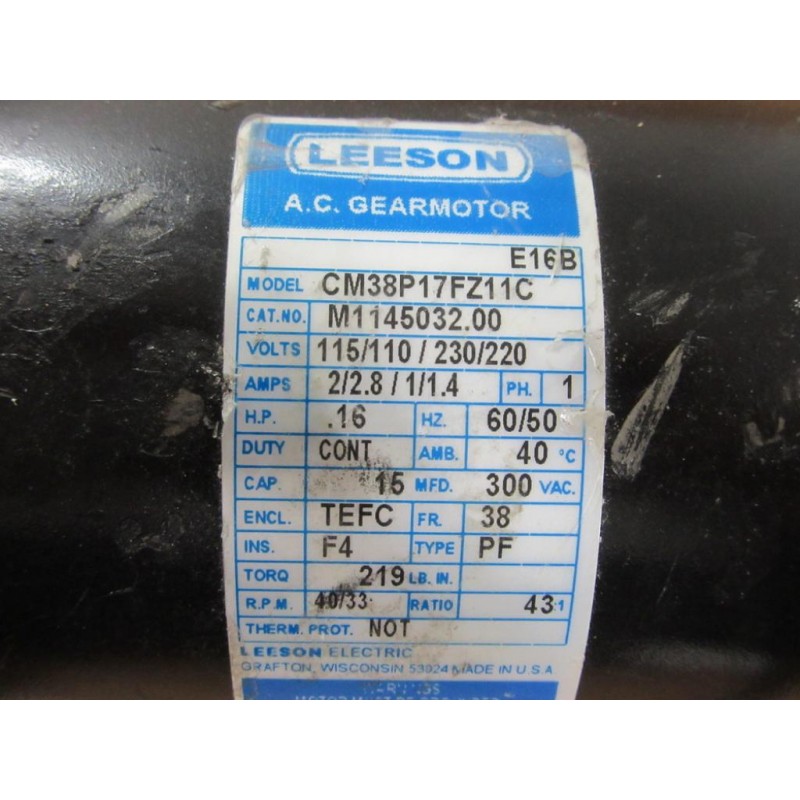 LEESON
A.C. GEARMOTOR
E16B
MODEL CM38P17FZ11C
CAT.NO. M1145032.00
VOLTS 115/110 / 230/220
AMPS 2/2.8 / 1/1.4 PH. 1
H.P. .16 HZ. 60/50
DUTY CONT AMB. 40 °C
CAP. 15 MFD. 300 VAC.
ENCL. TEFC FR. 38
INS. F4 TYPE PF
TORQ 219 LB.IN.
R.P.M. 40/33 RATIO 43:1
THERM. PROT. NOT
LEESON ELECTRIC
GRAFTON, WISCONSIN 53024 MADE IN U.S.A